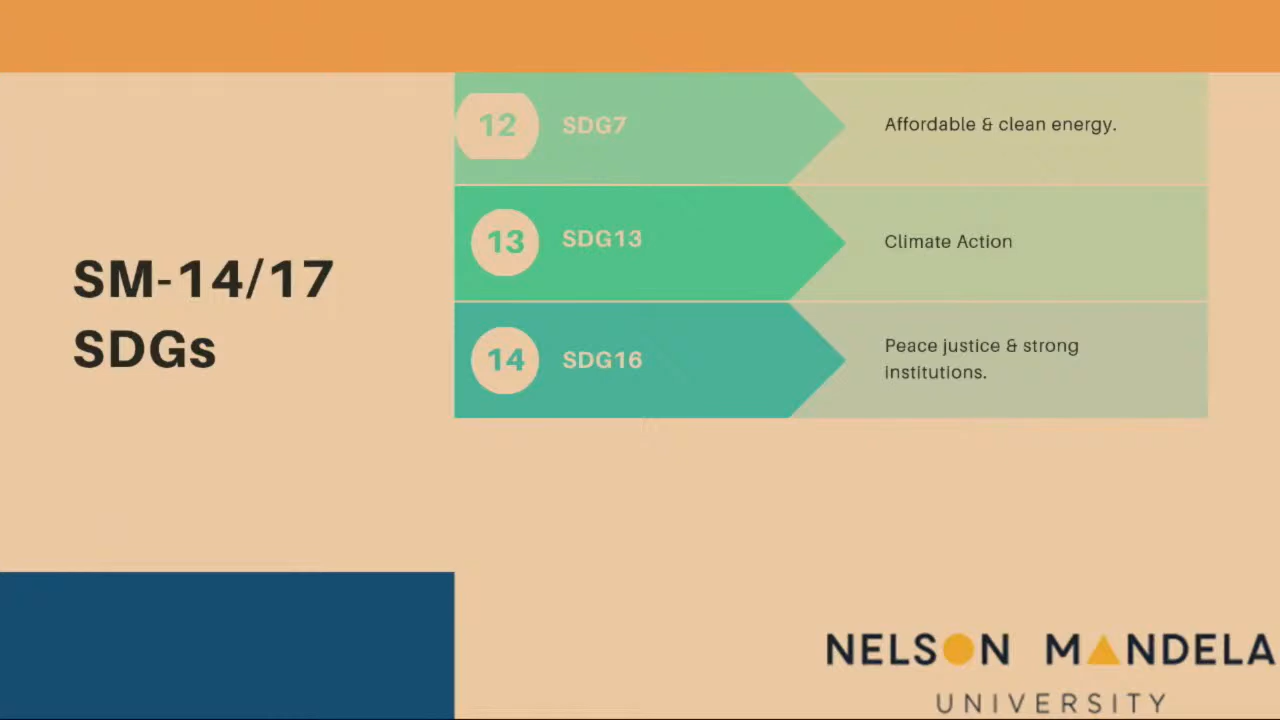 SM-14/17
SDGs
12 SDG7 Affordable & clean energy.
13 SDG13 Climate Action
14 SDG16 Peace justice & strong
institutions.
NELSON MANDELA
UNIVERSITY